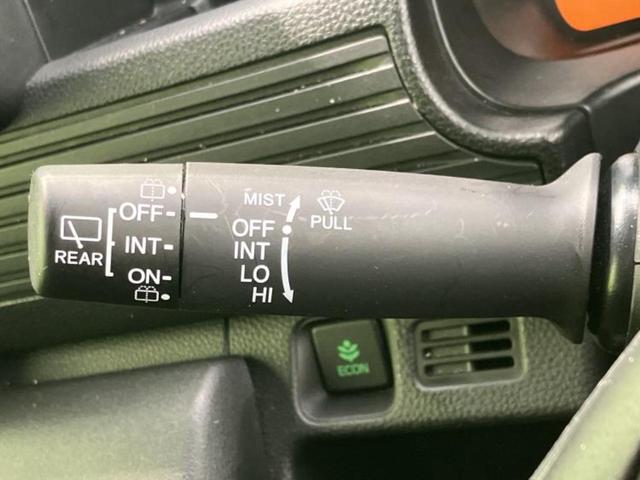 REAR
OFF
INT
ON
MIST
OFF
INT
LO
HI
PULL
ECON